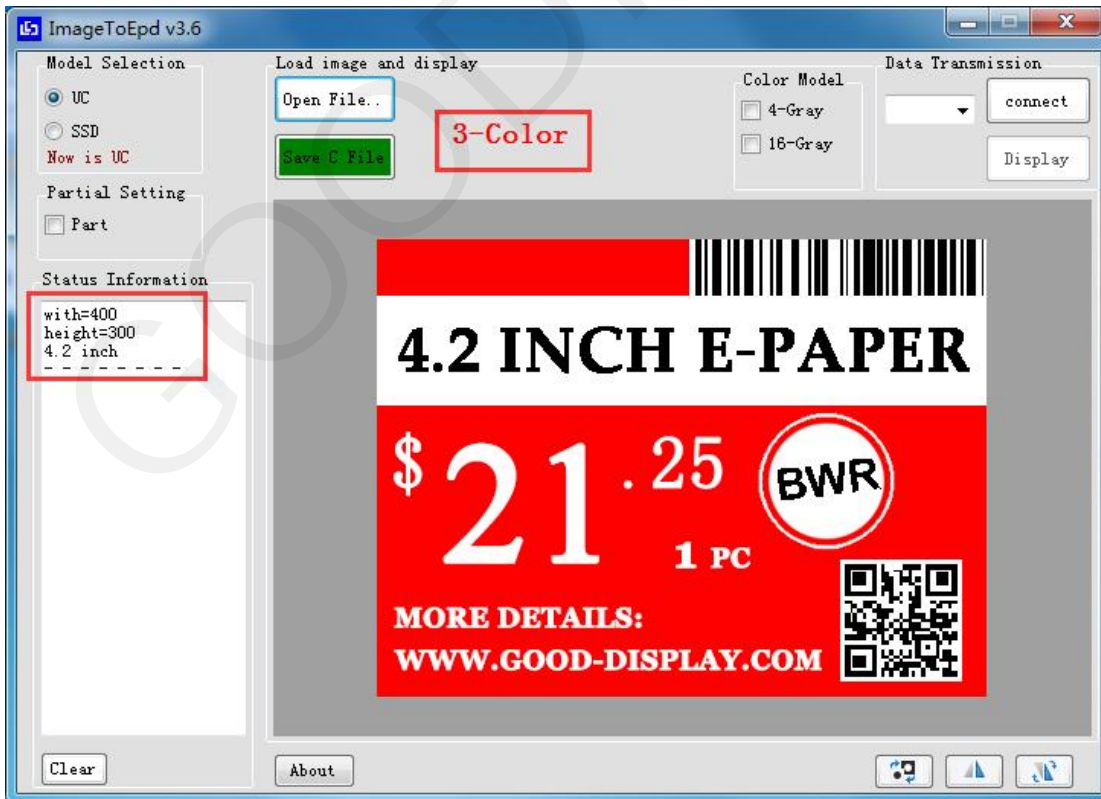 ImageToEpd v3.6
Model Selection
UC
SSD
Now is UC
Partial Setting
Part
Status Information
with=400
height=300
4.2 inch
- - - - - - - -
Clear
Load image and display
Open File..
Save C File
3-Color
Color Model
4-Gray
16-Gray
Data Transmission
connect
Display
4.2 INCH E-PAPER
$21.25
BWR
1 PC
MORE DETAILS:
WWW.GOOD-DISPLAY.COM
About
GOOD